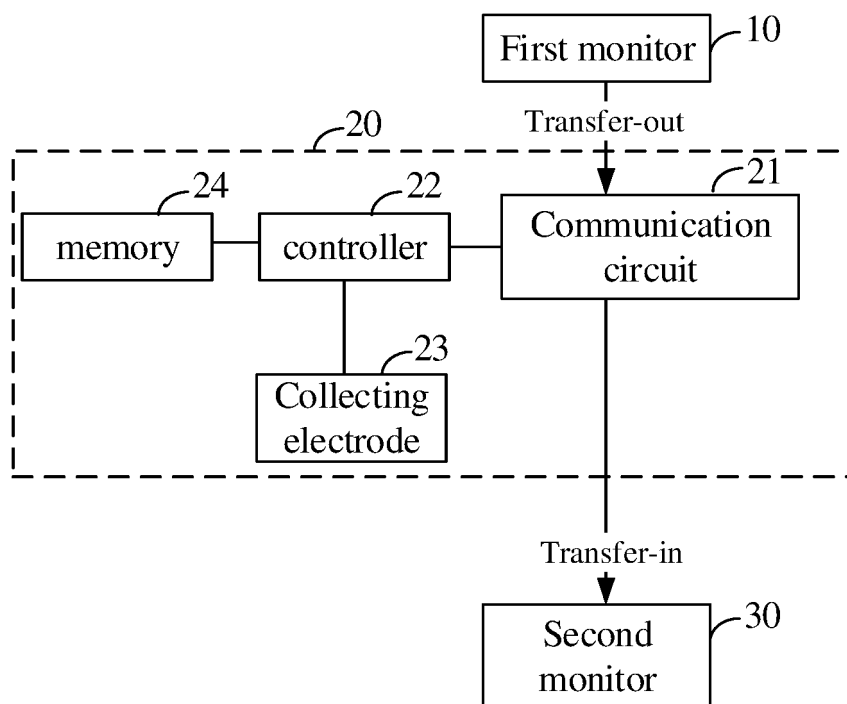 First monitor
10
Transfer-out
20
24
22
21
memory
controller
Communication
circuit
23
Collecting
electrode
Transfer-in
Second
monitor
30